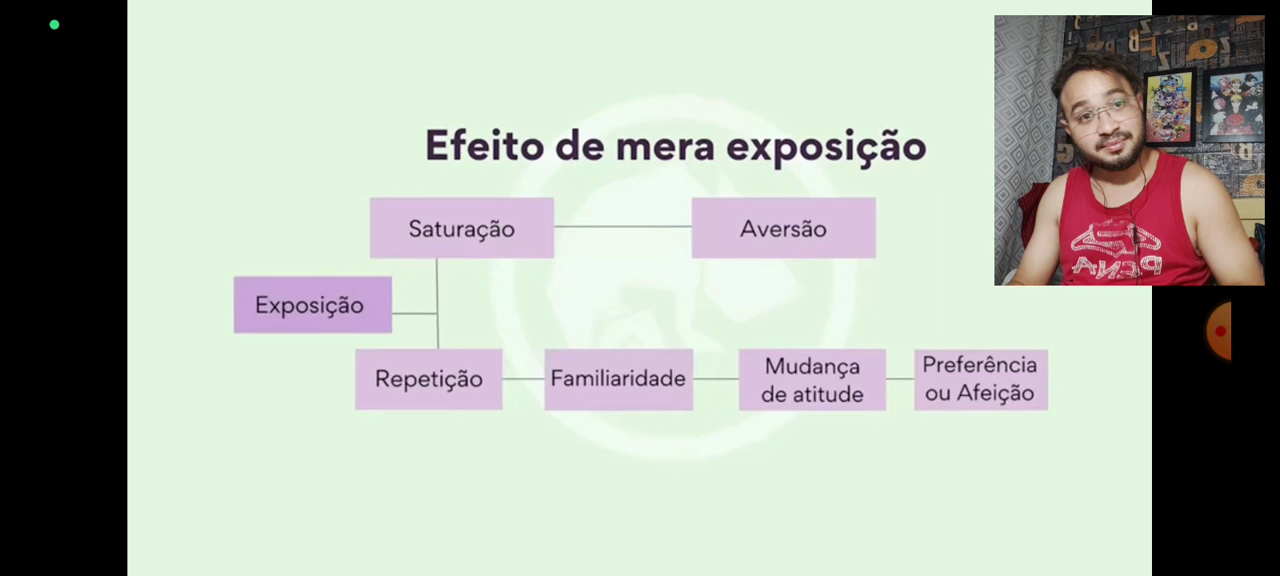 Efeito de mera exposição
Saturação
Aversão
Exposição
Repetição
Familiaridade
Mudança
de atitude
Preferência
ou Afeição